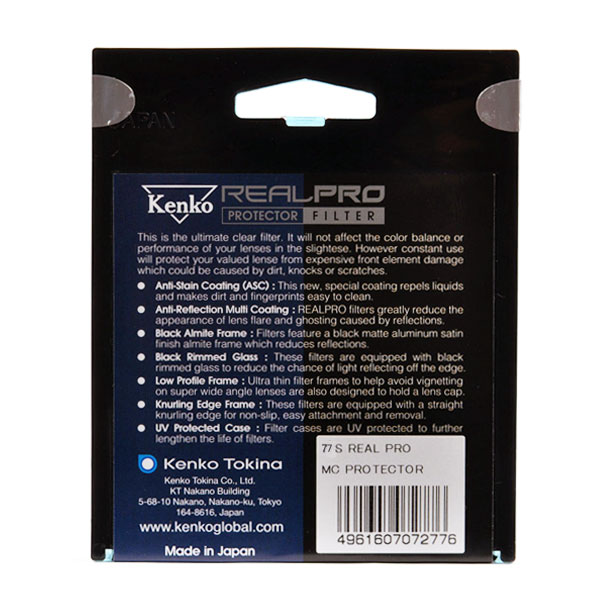 JAPAN
Kenko
REALPRO
PROTECTOR FILTER
This is the ultimate clear filter. It will not affect the color balance or
performance of your lenses in the slightese. However constant use
will protect your valued lense from expensive front element damage
which could be caused by dirt, knocks or scratches.
● Anti-Stain Coating (ASC) : This new, special coating repels liquids
and makes dirt and fingerprints easy to clean.
● Anti-Reflection Multi Coating : REALPRO filters greatly reduce the
appearance of lens flare and ghosting caused by reflections.
● Black Almite Frame : Filters feature a black matte aluminum satin
finish almite frame which reduces reflections.
● Black Rimmed Glass : These filters are equipped with black
rimmed glass to reduce the chance of light reflecting off the edge.
● Low Profile Frame : Ultra thin filter frames to help avoid vignetting
on super wide angle lenses are also designed to hold a lens cap.
● Knurling Edge Frame : These filters are equipped with a straight
knurling edge for non-slip, easy attachment and removal.
● UV Protected Case : Filter cases are UV protected to further
lengthen the life of filters.
Kenko Tokina
Kenko Tokina Co., Ltd.
KT Nakano Building
5-68-10 Nakano, Nakano-ku, Tokyo
164-8616, Japan
www.kenkoglobal.com
Made in Japan
77'S REAL PRO
MC PROTECTOR
4961607072776